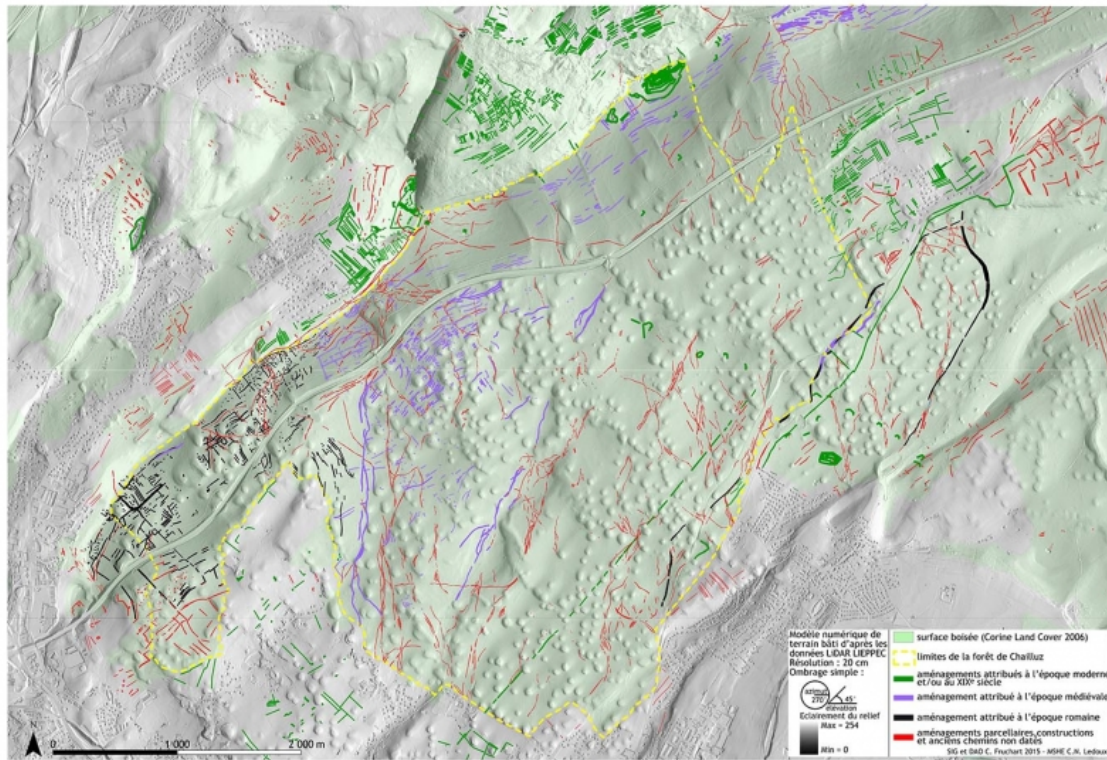 Modèle numérique de
terrain bâti d'après les
données LiDAR LIEPPEC
Résolution : 20 cm
Ombrage simple :
azimut
270°
45°
élévation
Eclairement du relief
Max = 254
Min = 0
surface boisée (Corine Land Cover 2006)
limites de la forêt de Chailluz
aménagements attribués à l'époque moderne
et/ou au XIXe siècle
aménagement attribué à l'époque médiévale
aménagement attribué à l'époque romaine
aménagements parcellaires, constructions
et anciens chemins non datés
SIG et DAO C. Fruchart 2015 - MSHE C.N. Ledoux
N
0 1 000 2 000 m